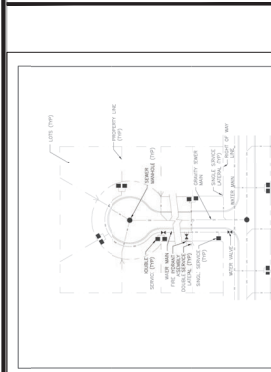 LOTS (TYP)
PROPERTY LINE
(TYP)
SEWER
MANHOLE (TYP)
GRAVITY SEWER
MAIN
SINGLE SERVICE
LATERAL (TYP)
RIGHT OF WAY
LINE
WATER MAIN
DOUBLE
SERVICE (TYP)
WATER MAIN
FIRE HYDRANT
ASSEMBLY
DOUBLE SERVICE
LATERAL (TYP)
SINGLE SERVICE
(TYP)
WATER VALVE